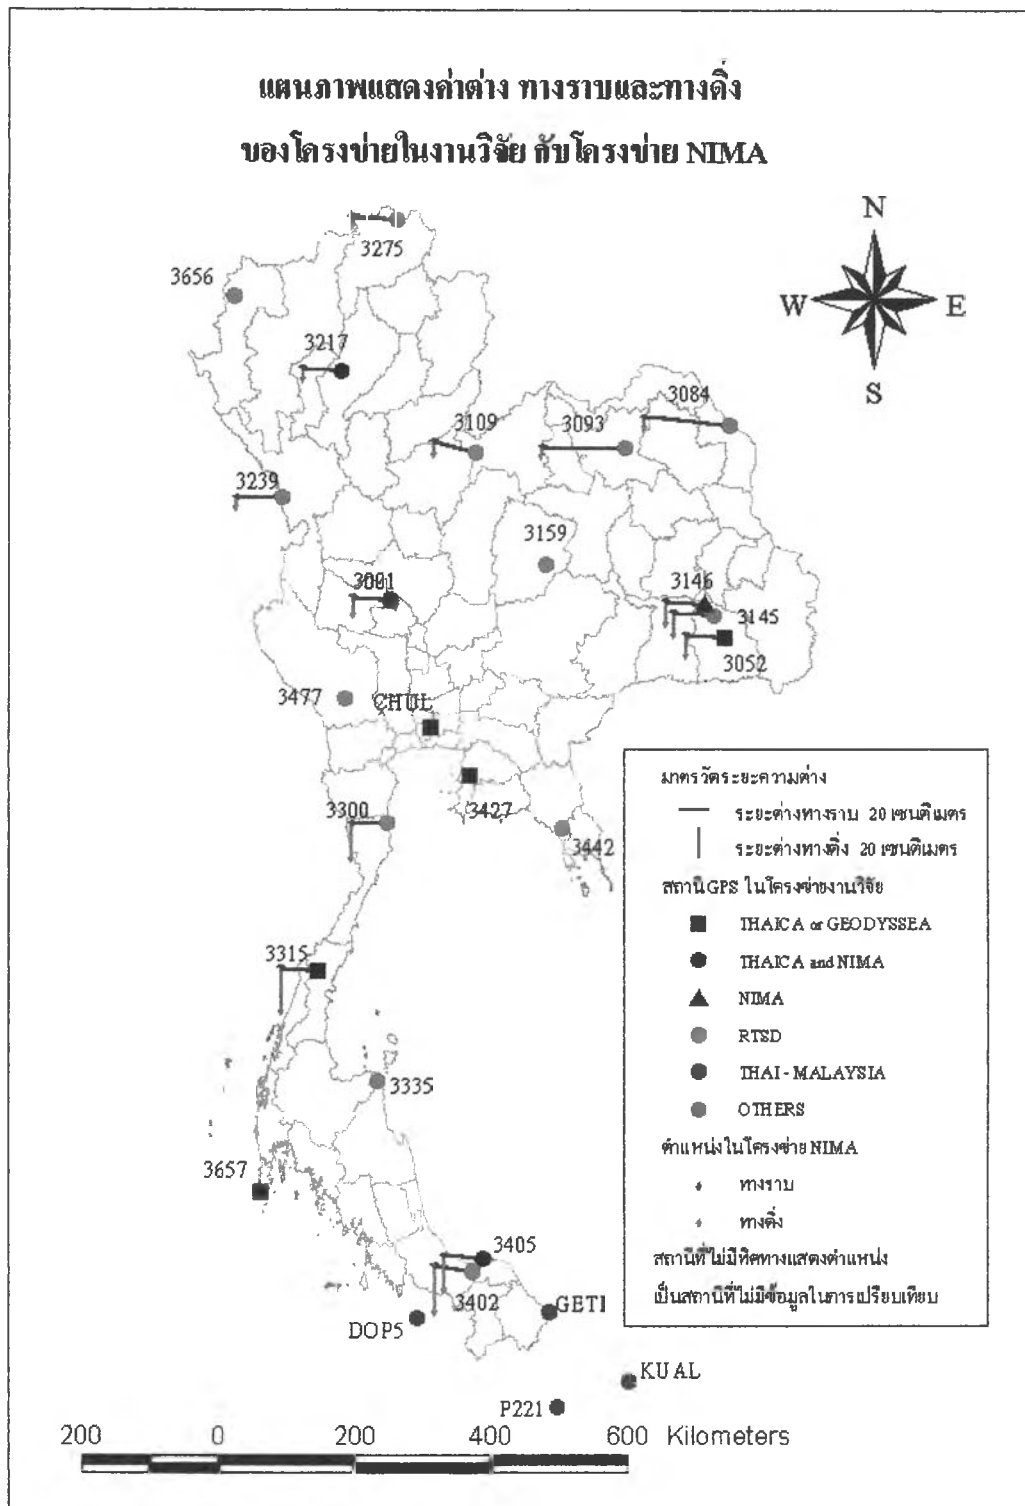 แผนภาพแสดงค่าต่าง ทางราบและทางดิ่ง
ของโครงข่ายในงานวิจัย กับโครงข่าย NIMA
N
W
E
S
3275
3656
3217
3084
3109
3093
3239
3159
3001
3146
3145
3052
3477
CHUL
3427
3300
3442
3315
3335
3657
3405
3402
GETI
DOP5
KUAL
P221
มาตรวัดระยะความต่าง
ระยะต่างทางราบ 20 เซนติเมตร
ระยะต่างทางดิ่ง 20 เซนติเมตร
สถานี GPS ในโครงข่ายงานวิจัย
THAICA or GEODYSSEA
THAICA and NIMA
NIMA
RTSD
THAI - MALAYSIA
OTHERS
ตำแหน่งในโครงข่าย NIMA
ทางราบ
ทางดิ่ง
สถานีที่ไม่มีทิศทางแสดงตำแหน่ง
เป็นสถานีที่ไม่มีข้อมูลในการเปรียบเทียบ
200 0 200 400 600 Kilometers